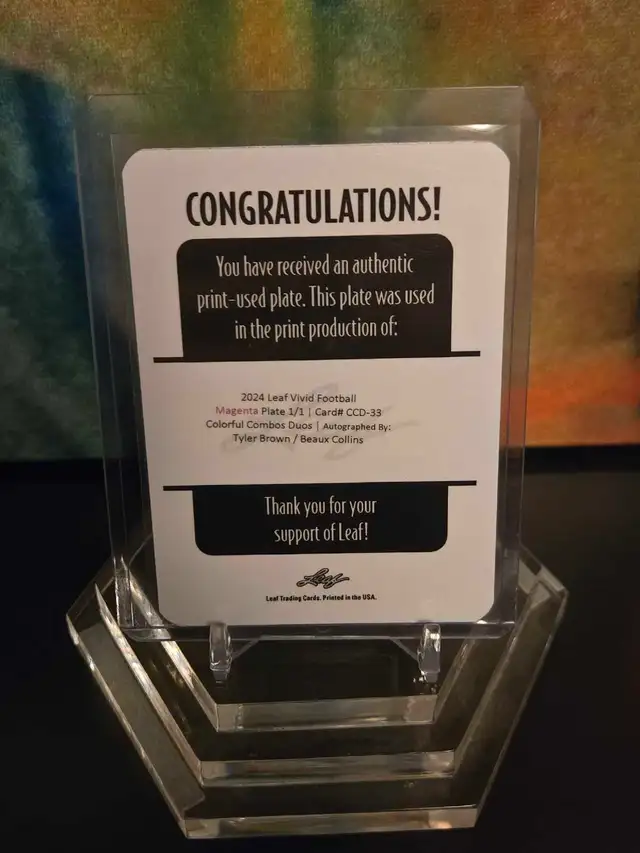 CONGRATULATIONS!
You have received an authentic
print-used plate. This plate was used
in the print production of:
2024 Leaf Vivid Football
Magenta Plate 1/1 | Card# CCD-33
Colorful Combos Duos | Autographed By:
Tyler Brown / Beaux Collins
Thank you for your
support of Leaf!
Leaf
Leaf Trading Cards. Printed in the USA.